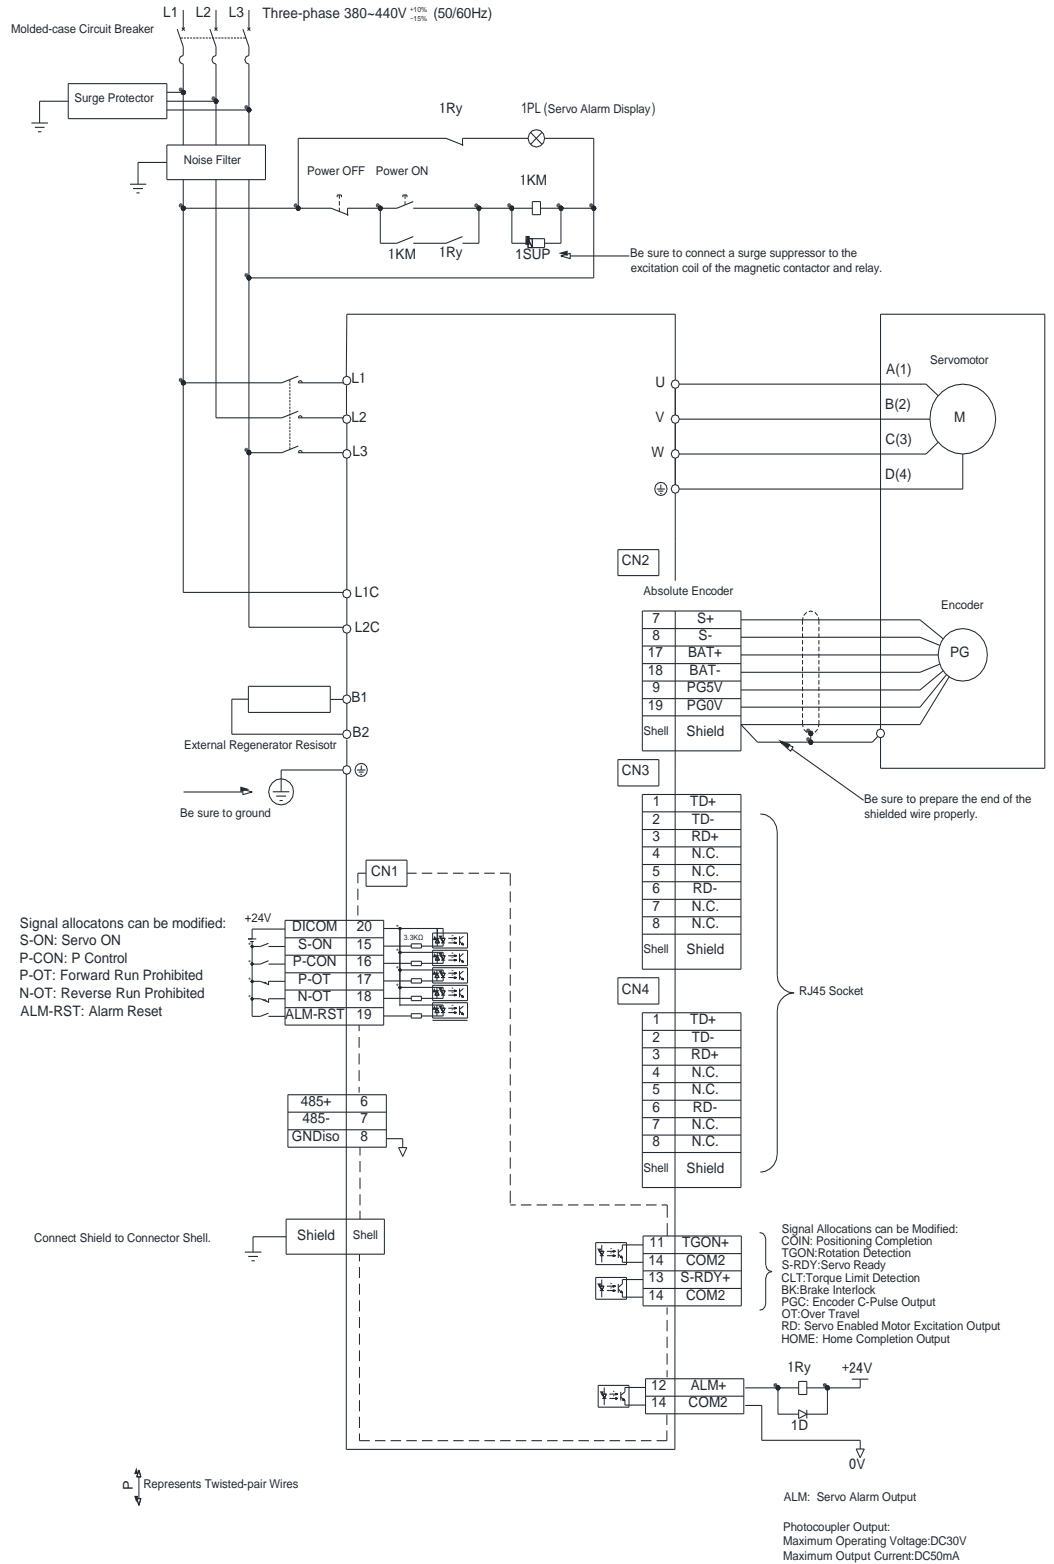 L1 L2 L3 Three-phase 380~440V +10% -15% (50/60Hz)
Molded-case Circuit Breaker
Surge Protector
1Ry 1PL (Servo Alarm Display)
Noise Filter
Power OFF Power ON
1KM
1KM 1Ry 1SUP
Be sure to connect a surge suppressor to the
excitation coil of the magnetic contactor and relay.
Servomotor
L1
L2
L3
U
V
W
A(1)
B(2)
C(3)
D(4)
M
CN2
Absolute Encoder
Encoder
L1C
L2C
7 S+
8 S-
17 BAT+
18 BAT-
9 PG5V
19 PG0V
Shell Shield
PG
B1
B2
External Regenerator Resisotr
Be sure to ground
CN3
Be sure to prepare the end of the
shielded wire properly.
1 TD+
2 TD-
3 RD+
4 N.C.
5 N.C.
6 RD-
7 N.C.
8 N.C.
Shell Shield
CN1
Signal allocatons can be modified:
S-ON: Servo ON
P-CON: P Control
P-OT: Forward Run Prohibited
N-OT: Reverse Run Prohibited
ALM-RST: Alarm Reset
+24V
DICOM 20
S-ON 15
P-CON 16
P-OT 17
N-OT 18
ALM-RST 19
3.3KΩ
CN4
RJ45 Socket
1 TD+
2 TD-
3 RD+
4 N.C.
5 N.C.
6 RD-
7 N.C.
8 N.C.
Shell Shield
485+ 6
485- 7
GNDiso 8
Connect Shield to Connector Shell.
Shield Shell
11 TGON+
14 COM2
13 S-RDY+
14 COM2
Signal Allocations can be Modified:
COIN: Positioning Completion
TGON:Rotation Detection
S-RDY:Servo Ready
CLT:Torque Limit Detection
BK:Brake Interlock
PGC: Encoder C-Pulse Output
OT:Over Travel
RD: Servo Enabled Motor Excitation Output
HOME: Home Completion Output
12 ALM+
14 COM2
1Ry +24V
1D
0V
P Represents Twisted-pair Wires
ALM: Servo Alarm Output
Photocoupler Output:
Maximum Operating Voltage:DC30V
Maximum Output Current:DC50mA